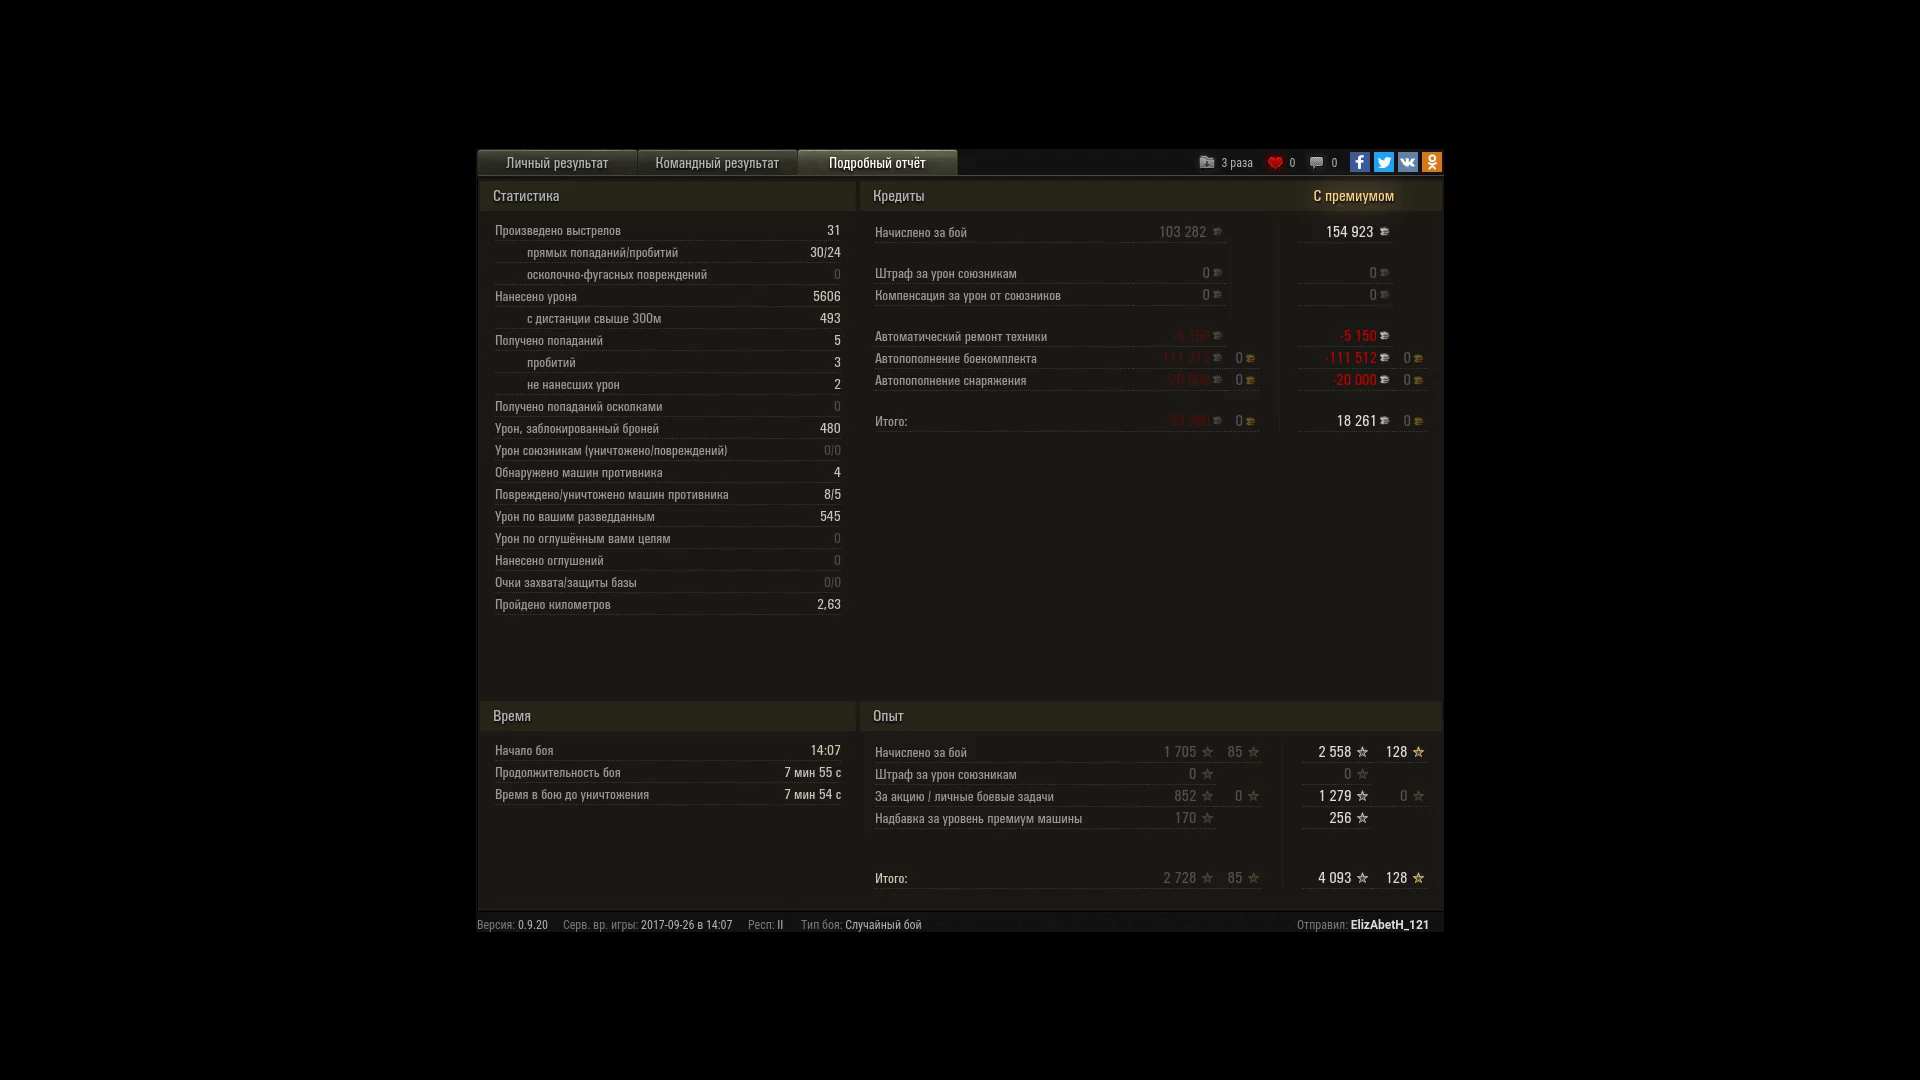 Личный результат Командный результат Подробный отчёт 3 раза 0 0
Статистика
Произведено выстрелов 31
прямых попаданий/пробитий 30/24
осколочно-фугасных повреждений 0
Нанесено урона 5606
с дистанции свыше 300м 493
Получено попаданий 5
пробитий 3
не нанесших урон 2
Получено попаданий осколками 0
Урон, заблокированный броней 480
Урон союзникам (уничтожено/повреждений) 0/0
Обнаружено машин противника 4
Повреждено/уничтожено машин противника 8/5
Урон по вашим разведданным 545
Урон по оглушённым вами целям 0
Нанесено оглушений 0
Очки захвата/защиты базы 0/0
Пройдено километров 2,63
Кредиты С премиумом
Начислено за бой 103 282 154 923
Штраф за урон союзникам 0 0
Компенсация за урон от союзников 0 0
Автоматический ремонт техники -5 150 -5 150
Автопополнение боекомплекта -111 512 0 -111 512 0
Автопополнение снаряжения -20 000 0 -20 000 0
Итого: 0 18 261 0
Время
Начало боя 14:07
Продолжительность боя 7 мин 55 с
Время в бою до уничтожения 7 мин 54 с
Опыт
Начислено за бой 1 705 85 2 558 128
Штраф за урон союзникам 0 0
За акцию / личные боевые задачи 852 0 1 279 0
Надбавка за уровень премиум машины 170 256
Итого: 2 728 85 4 093 128
Версия: 0.9.20 Серв. вр. игры: 2017-09-26 в 14:07 Респ: II Тип боя: Случайный бой Отправил: ElizAbetH_121